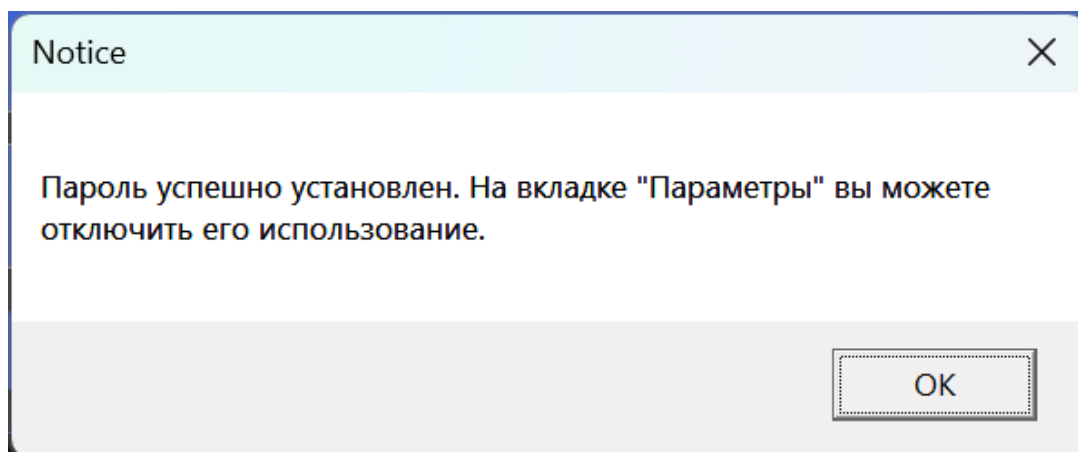 Notice
Пароль успешно установлен. На вкладке "Параметры" вы можете
отключить его использование.
OK